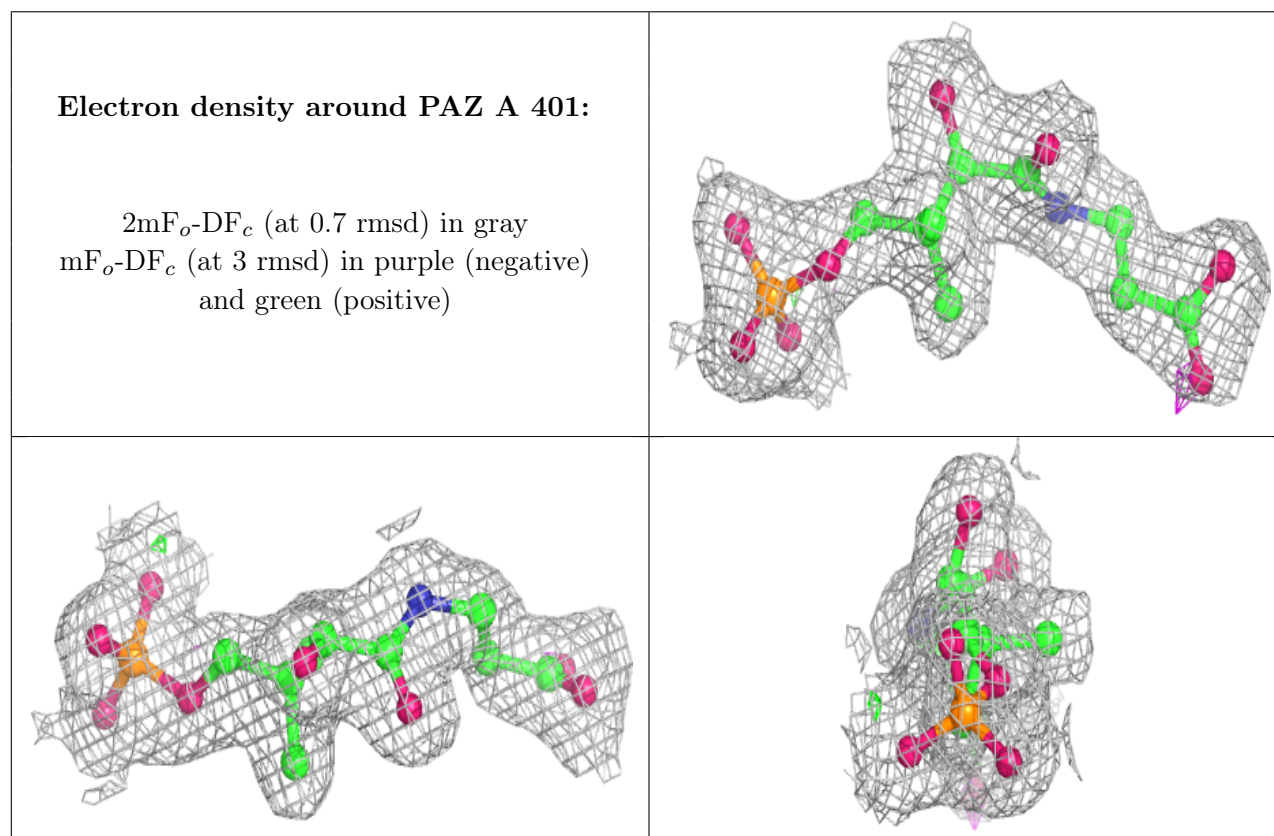 Electron density around PAZ A 401:
2mFo-DFc (at 0.7 rmsd) in gray
mFo-DFc (at 3 rmsd) in purple (negative)
and green (positive)